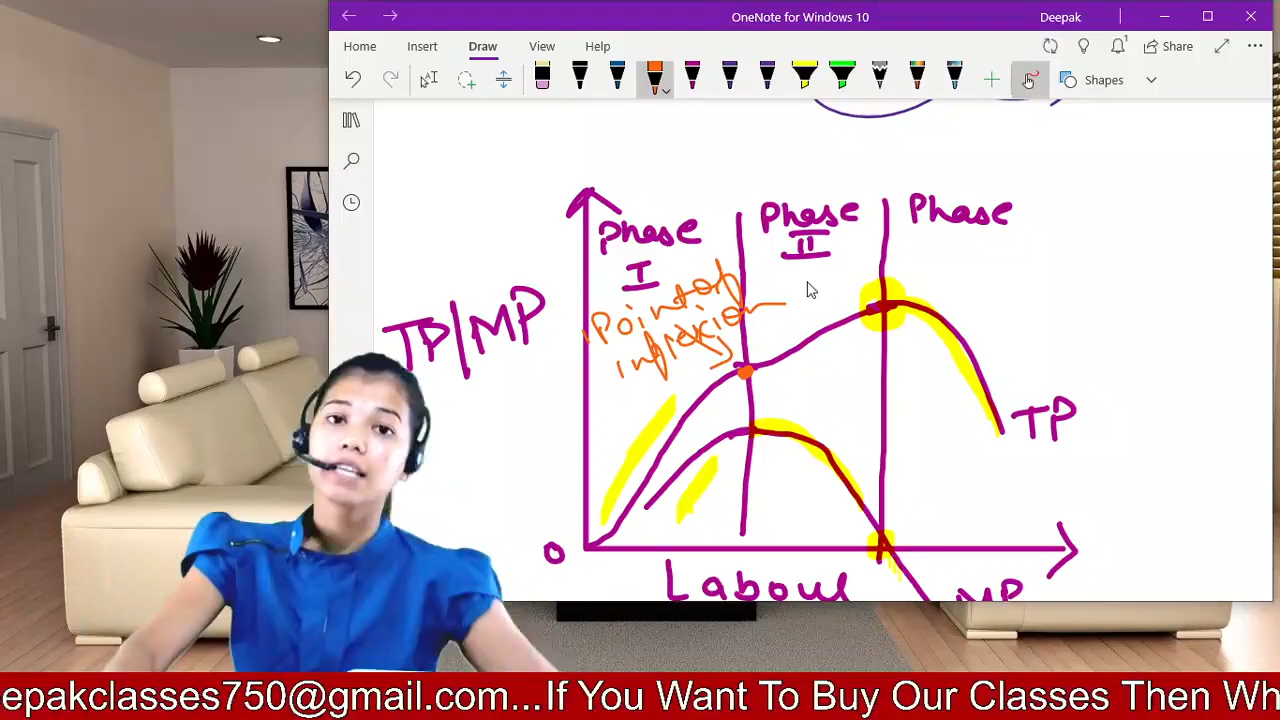 OneNote for Windows 10
Deepak
Home Insert Draw View Help
Share
Shapes
Phase
I
Phase
II
Phase
Point of
inflexion
TP/MP
TP
O
Labour
MP
epakclasses750@gmail.com...If You Want To Buy Our Classes Then Wh